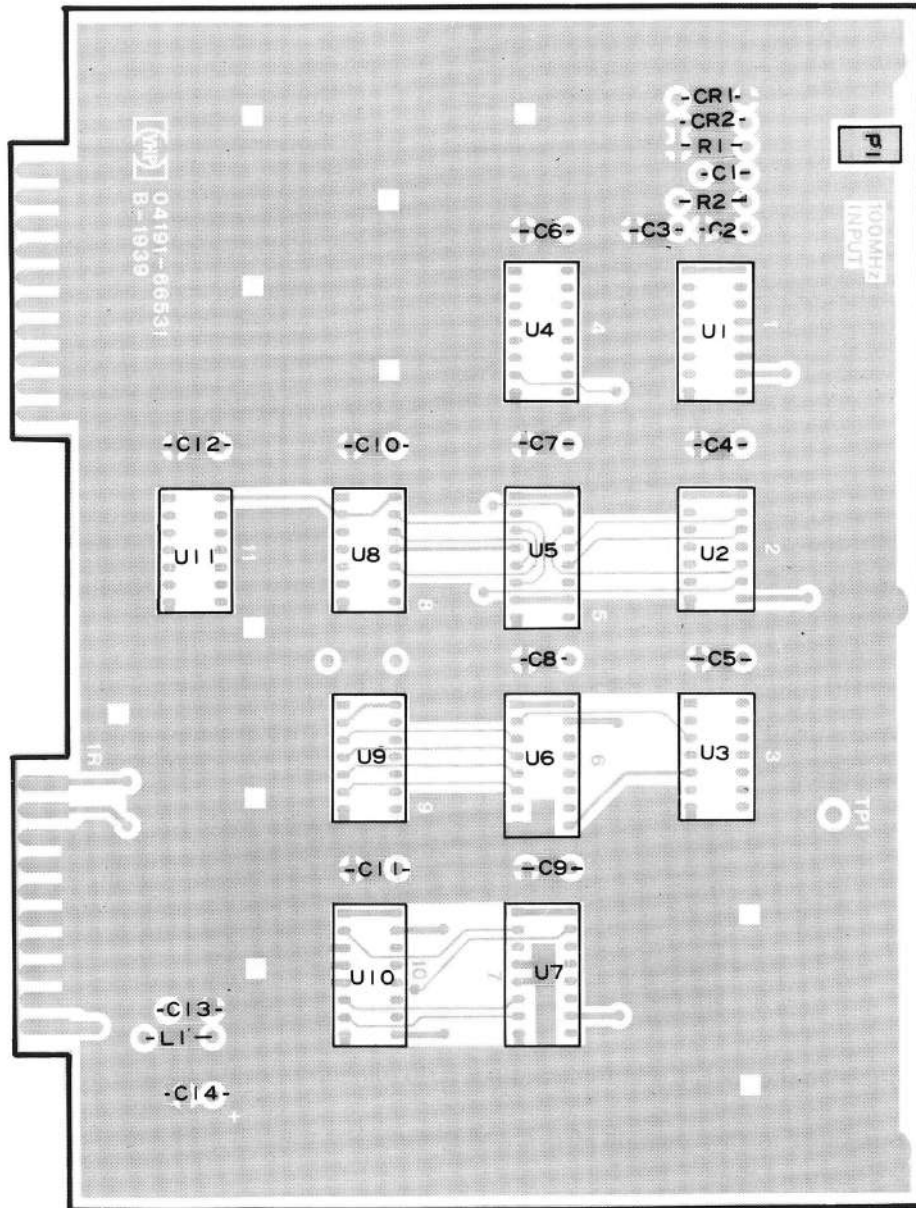 CR1
CR2
R1
C1
R2
C6
C3
C2
P1
100MHz
INPUT
(YHP)
04191-66531
B-1939
U4
4
U1
1
C12
C10
C7
C4
U11
11
U8
8
U5
5
U2
2
C8
C5
1R
U9
9
U6
6
U3
3
TP1
C11
C9
U10
10
7
U7
C13
L1
C14
+